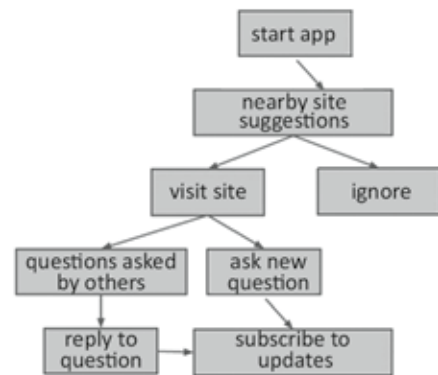 start app
nearby site
suggestions
visit site
ignore
questions asked
by others
ask new
question
reply to
question
subscribe to
updates